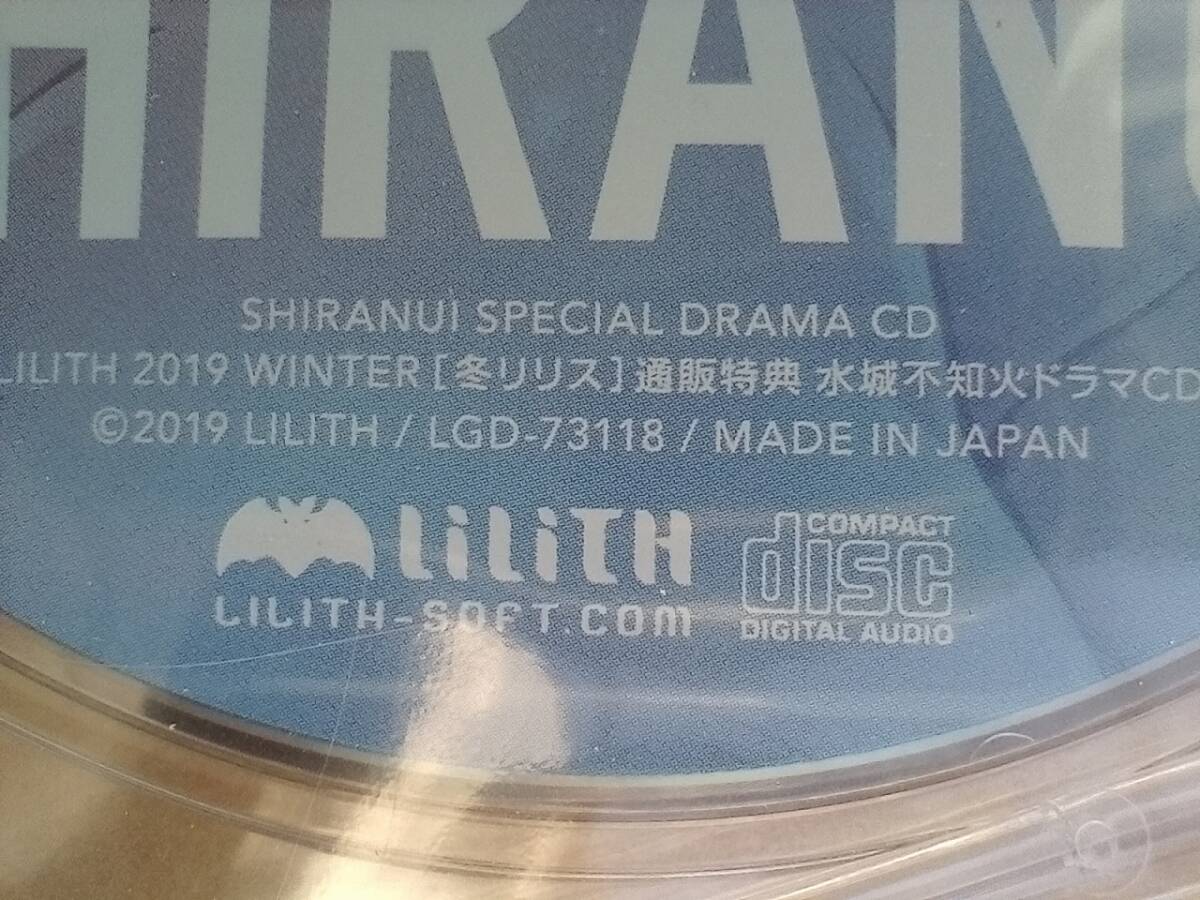 HIRANU
SHIRANUI SPECIAL DRAMA CD
LILITH 2019 WINTER [冬リリス] 通販特典 水城不知火ドラマCD
©2019 LILITH / LGD-73118 / MADE IN JAPAN
LiLiTH
LILITH-SOFT.COM
COMPACT
disc
DIGITAL AUDIO